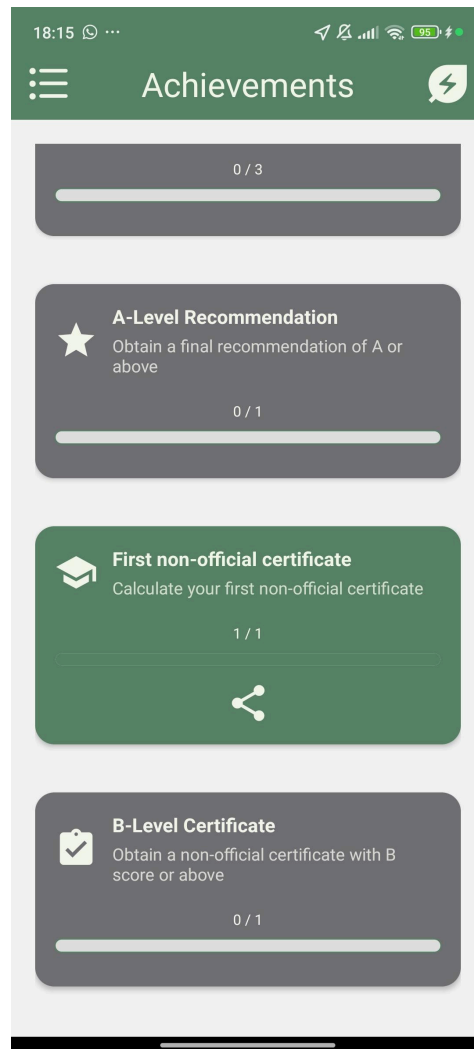 18:15 ...
95
Achievements
0 / 3
A-Level Recommendation
Obtain a final recommendation of A or
above
0 / 1
First non-official certificate
Calculate your first non-official certificate
1 / 1
B-Level Certificate
Obtain a non-official certificate with B
score or above
0 / 1